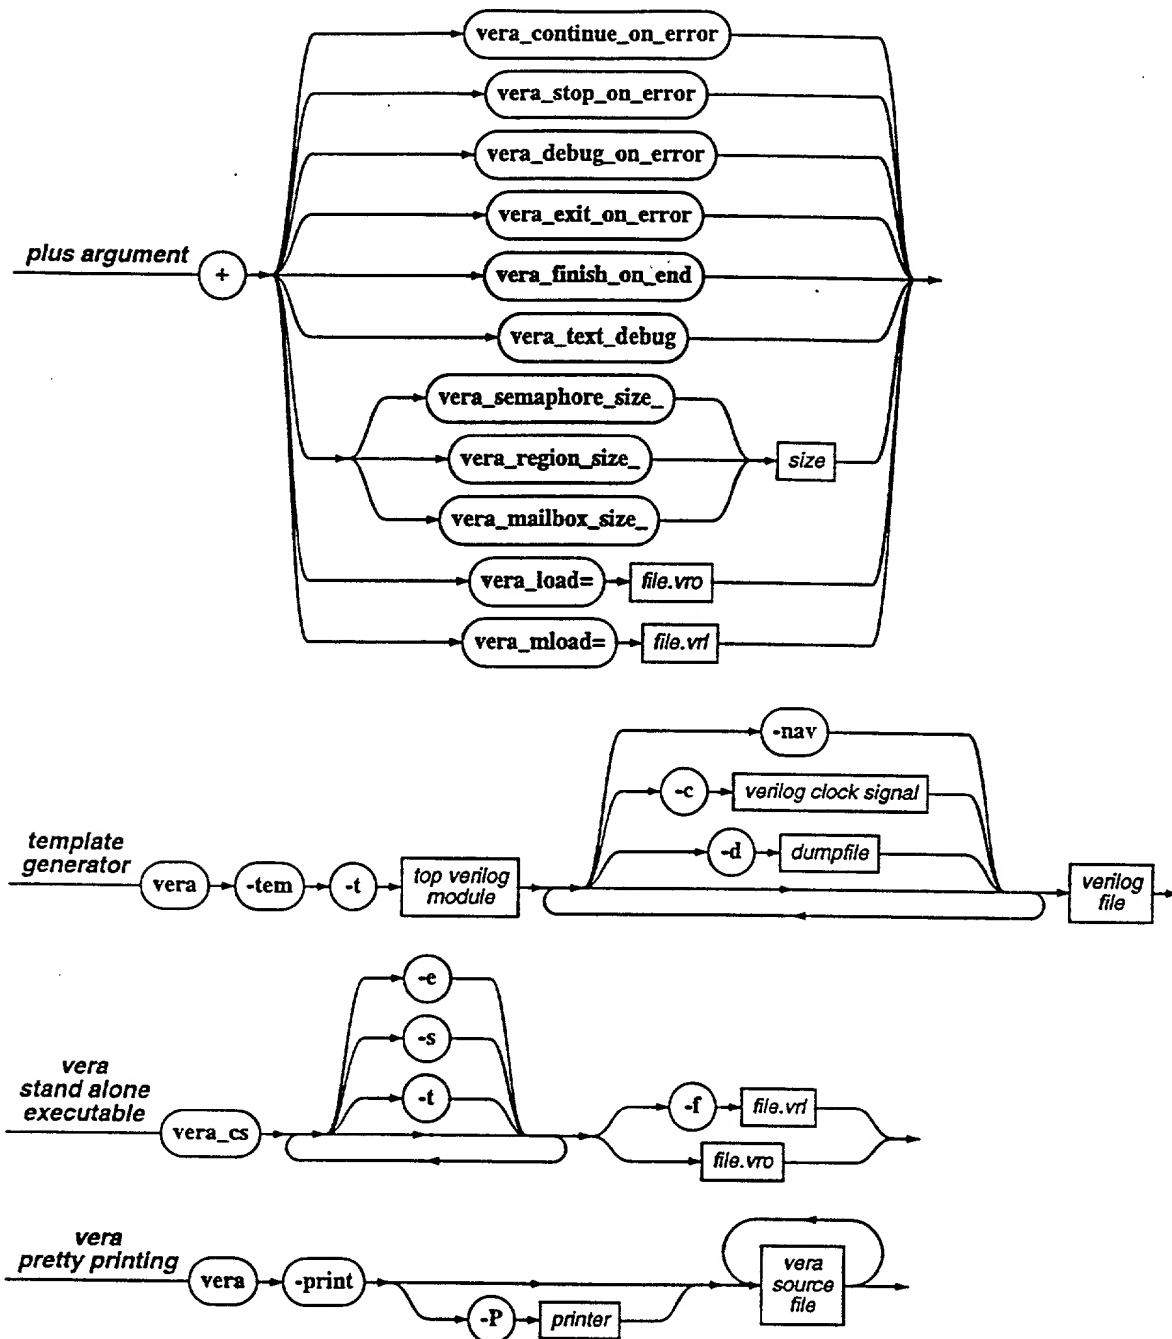 vera_continue_on_error
vera_stop_on_error
vera_debug_on_error
vera_exit_on_error
plus argument
+
vera_finish_on_end
vera_text_debug
vera_semaphore_size_
vera_region_size_
size
vera_mailbox_size_
vera_load=
file.vro
vera_mload=
file.vrl
-nav
-c
verilog clock signal
-d
dumpfile
template
generator
vera
-tem
-t
top verilog
module
verilog
file
-e
-s
-t
vera
stand alone
executable
vera_cs
-f
file.vrl
file.vro
vera
pretty printing
vera
-print
-P
printer
vera
source
file